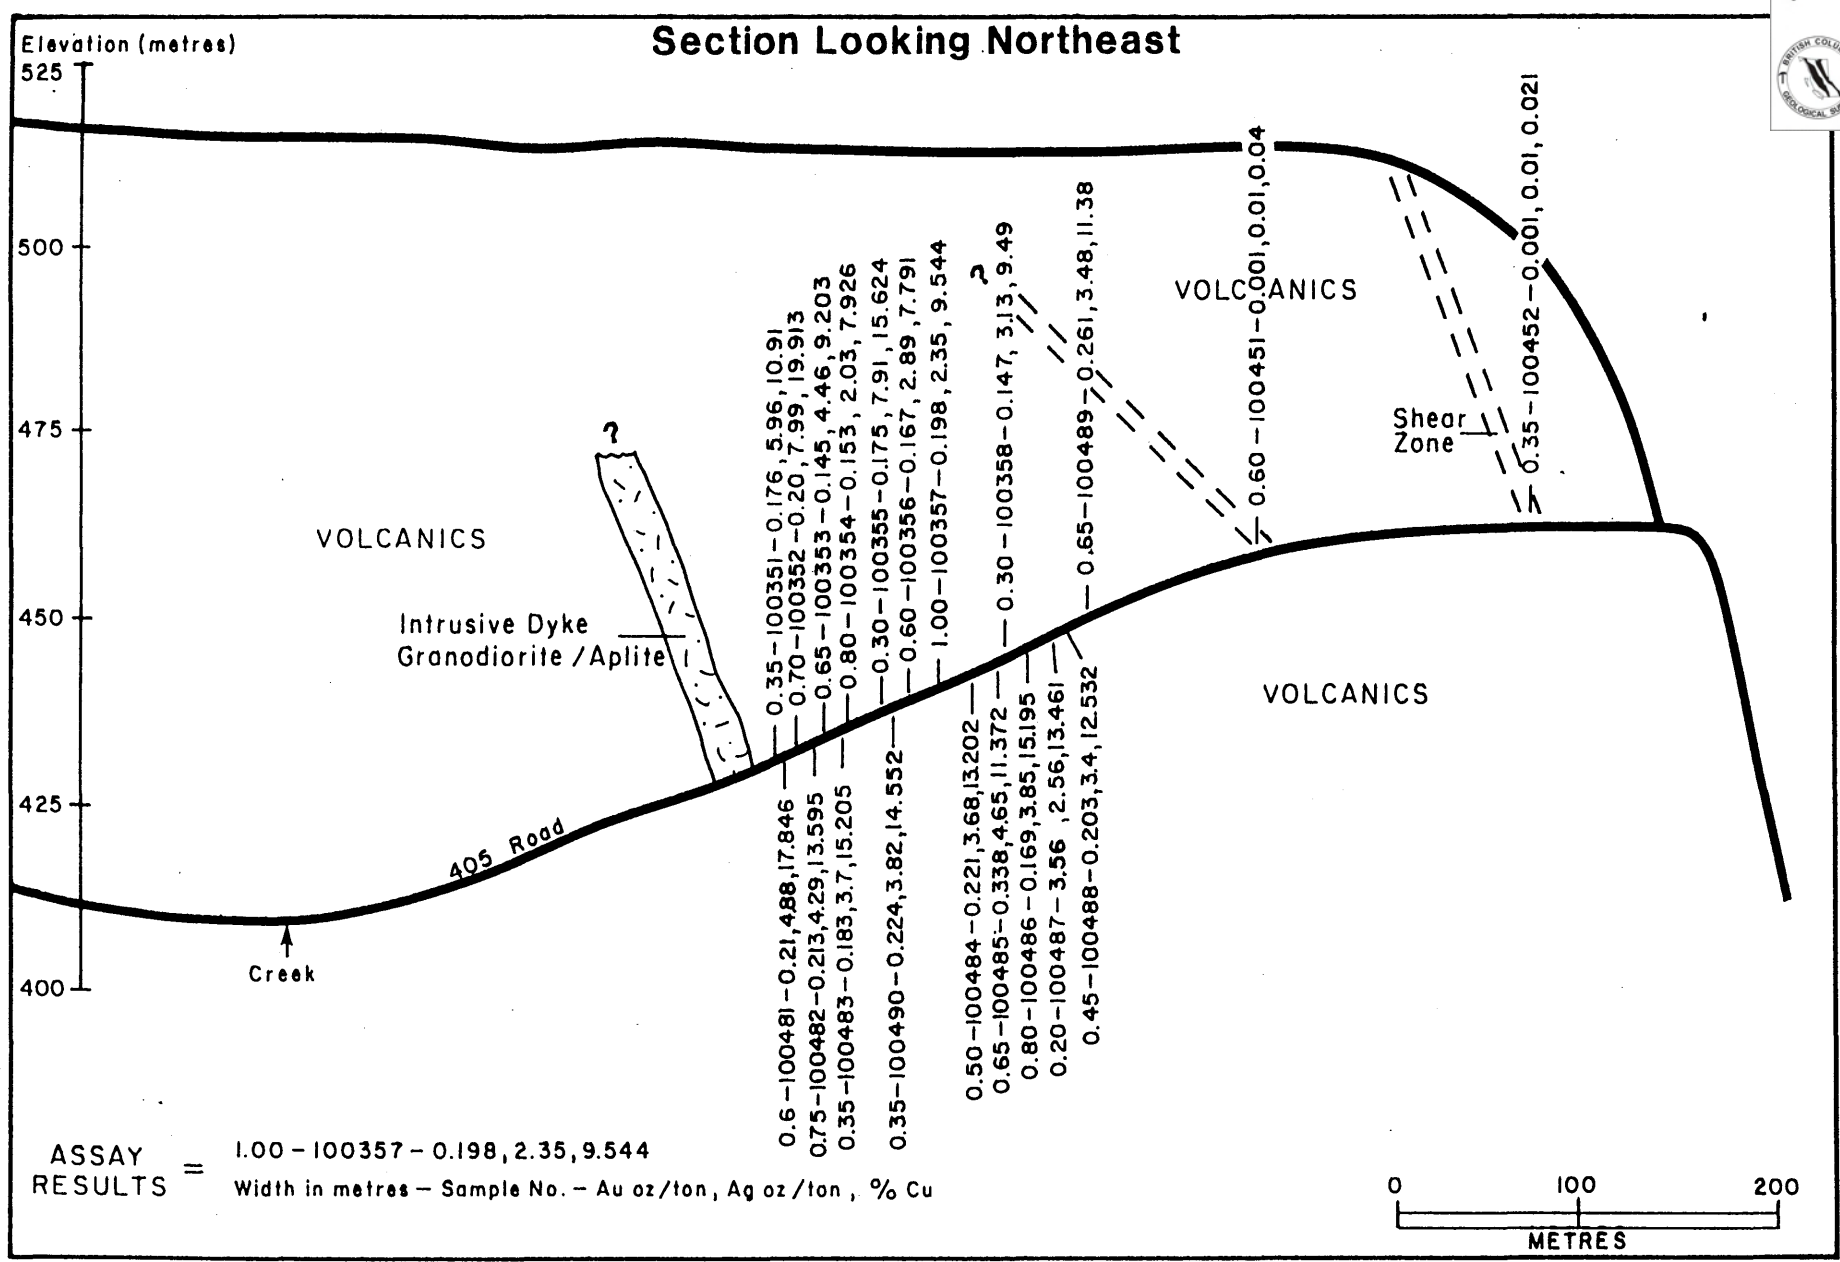 Section Looking Northeast
Elevation (metres)
525
500
475
450
425
400
BRITISH
GEOLOGICAL
VOLCANICS
VOLCANICS
VOLCANICS
?
?
Intrusive Dyke
Granodiorite / Aplite
Shear
Zone
405 Road
Creek
0.35-100351-0.176, 5.96, 10.91
0.70-100352-0.20, 7.99, 19.913
0.65-100353-0.145, 4.46, 9.203
0.80-100354-0.153, 2.03, 7.926
0.30-100355-0.175, 7.91, 15.624
0.60-100356-0.167, 2.89, 7.791
1.00-100357-0.198, 2.35, 9.544
0.30-100358-0.147, 3.13, 9.49
0.65-100489-0.261, 3.48, 11.38
0.60-100451-0.001, 0.01, 0.04
0.35-100452-0.001, 0.01, 0.021
0.6-100481-0.21, 4.88, 17.846
0.75-100482-0.213, 4.29, 13.595
0.35-100483-0.183, 3.7, 15.205
0.35-100490-0.224, 3.82, 14.552
0.50-100484-0.221, 3.68, 13.202
0.65-100485-0.338, 4.65, 11.372
0.80-100486-0.169, 3.85, 15.195
0.20-100487-3.56, 2.56, 13.461
0.45-100488-0.203, 3.4, 12.532
ASSAY
RESULTS =
1.00-100357-0.198, 2.35, 9.544
Width in metres - Sample No. - Au oz/ton, Ag oz/ton, % Cu
0 100 200
METRES